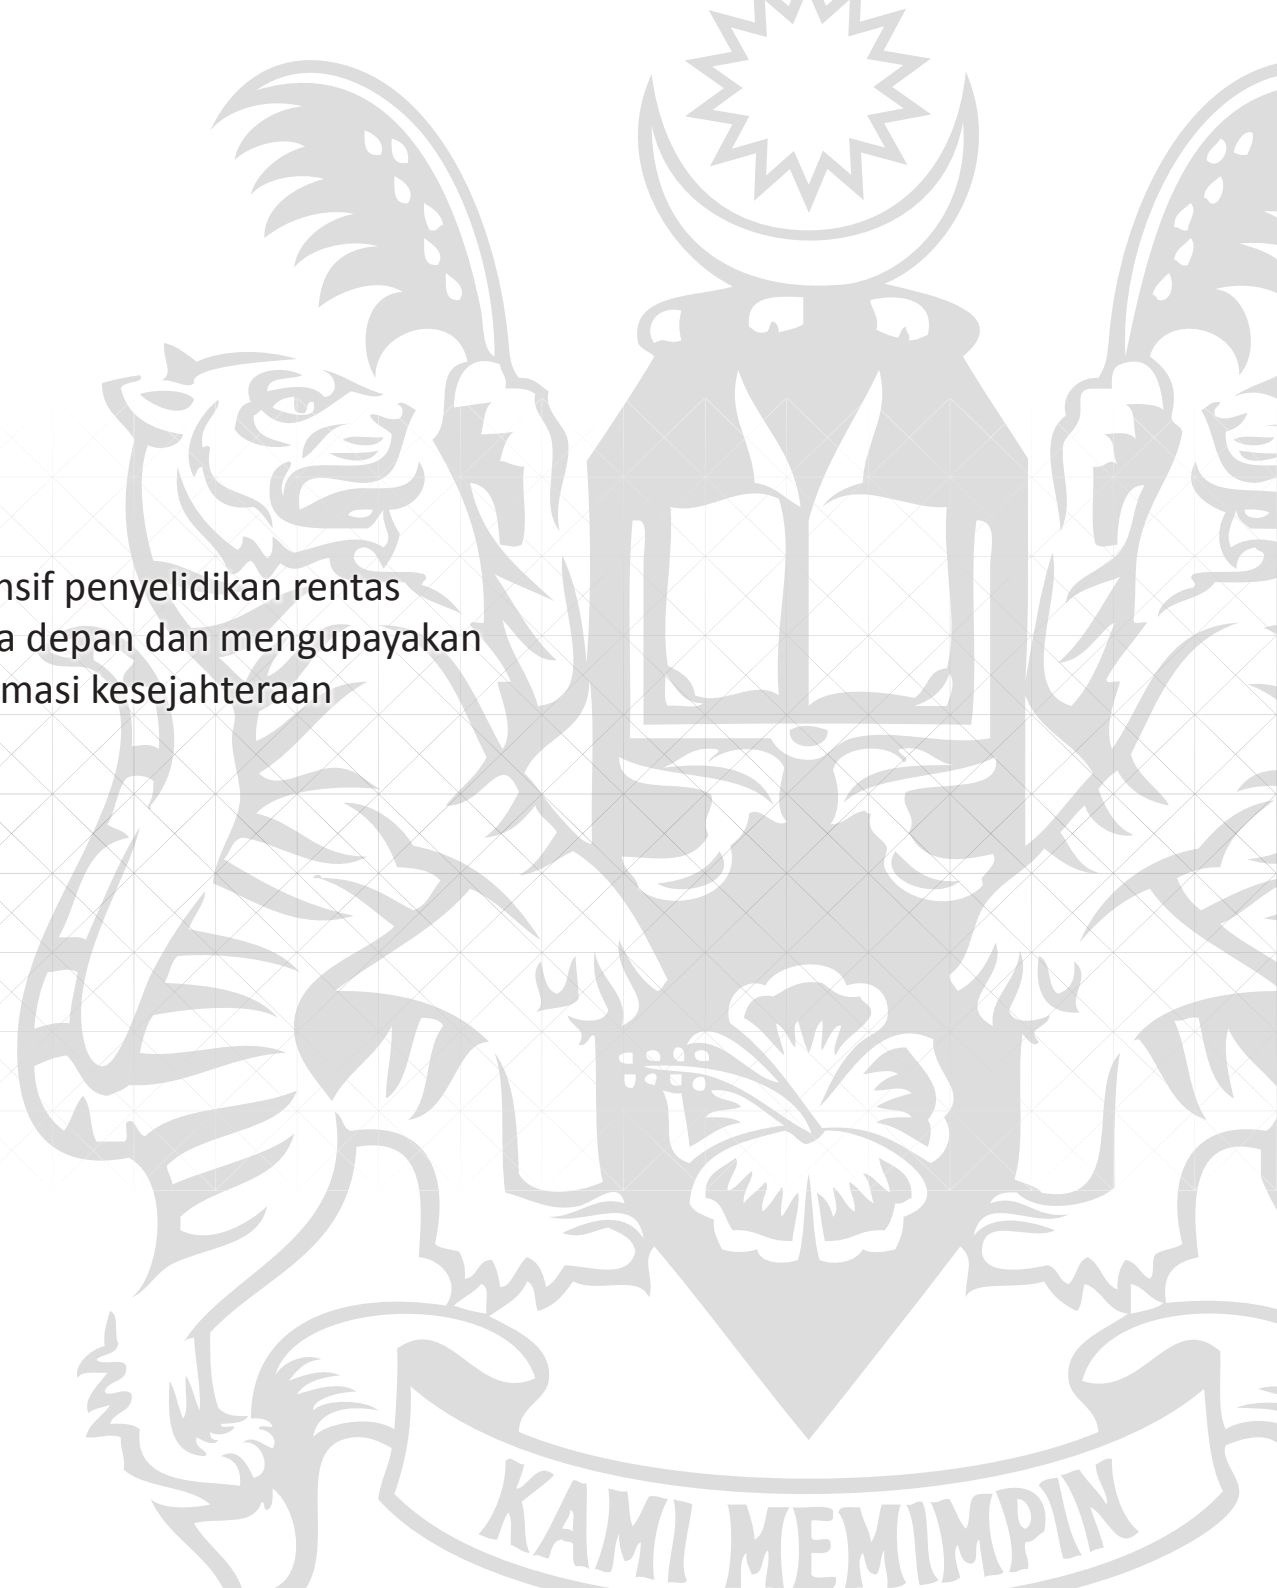 nsif penyelidikan rentas
a depan dan mengupayakan
masi kesejahteraan
KAMI MEMIMPIN